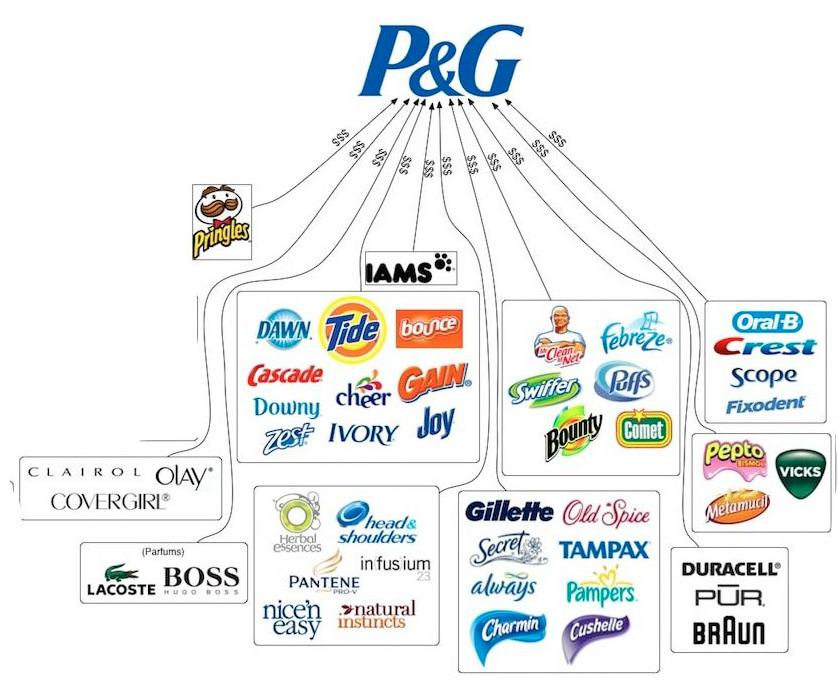 P&G
$$$ $$$ $$$ $$$ $$$ $$$ $$$ $$$ $$$ $$$ $$$
Pringles
IAMS
DAWN Tide bounce
Cascade cheer GAIN
Downy
Zest IVORY Joy
Mr. Clean Febreze
Mr. Net
Swiffer Puffs
Bounty Comet
Oral-B
Crest
Scope
Fixodent
Pepto
BISMOL
VICKS
Metamucil
CLAIROL OLAY
COVERGIRL
(Parfums)
LACOSTE BOSS
HUGO BOSS
Herbal
essences
head&
shoulders
PANTENE
PRO-V
infusium
23
nice'n
easy
natural
instincts
Gillette Old Spice
Secret TAMPAX
always Pampers
Charmin Cushelle
DURACELL
PŪR
BRAUN